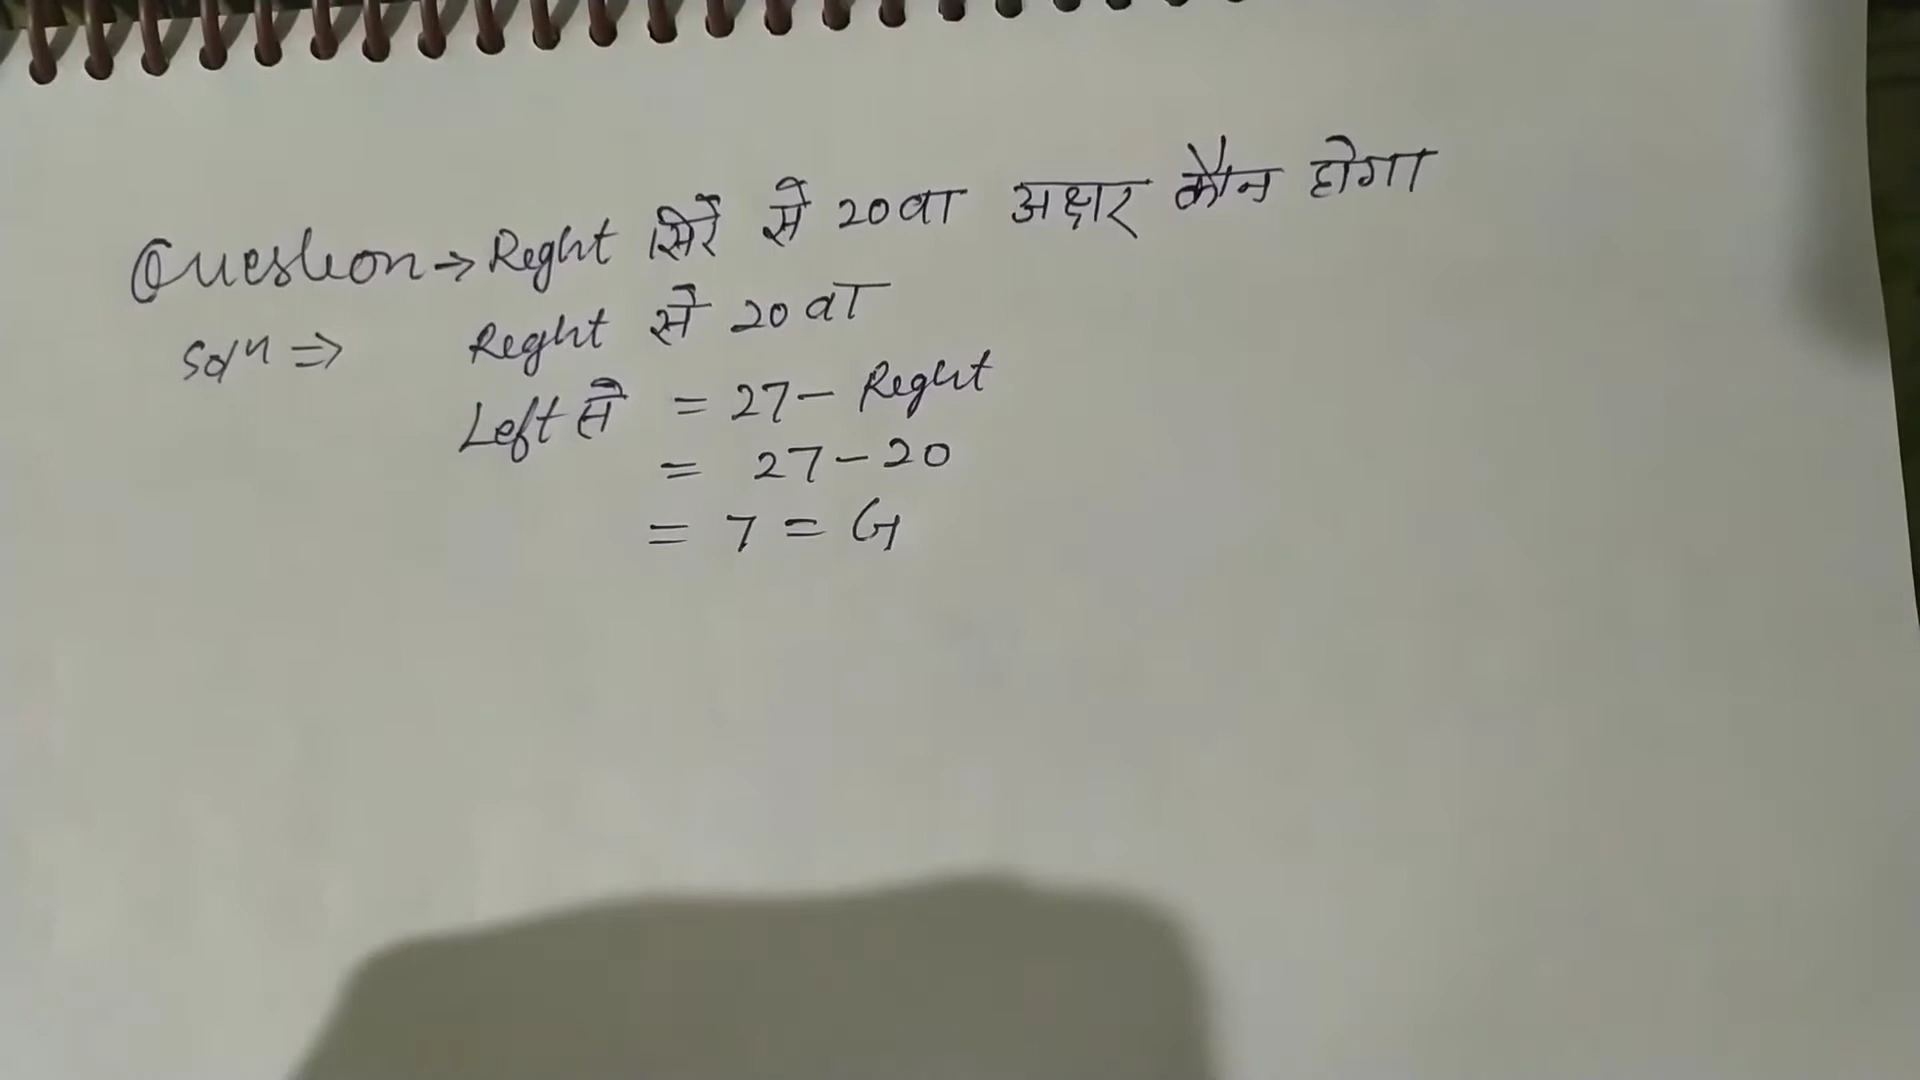 Question → Reght सिरे से 20वा अक्षर कौन होगा
Soln ⇒ Reght से 20वा
Left से = 27 - Reght
= 27 - 20
= 7 = G